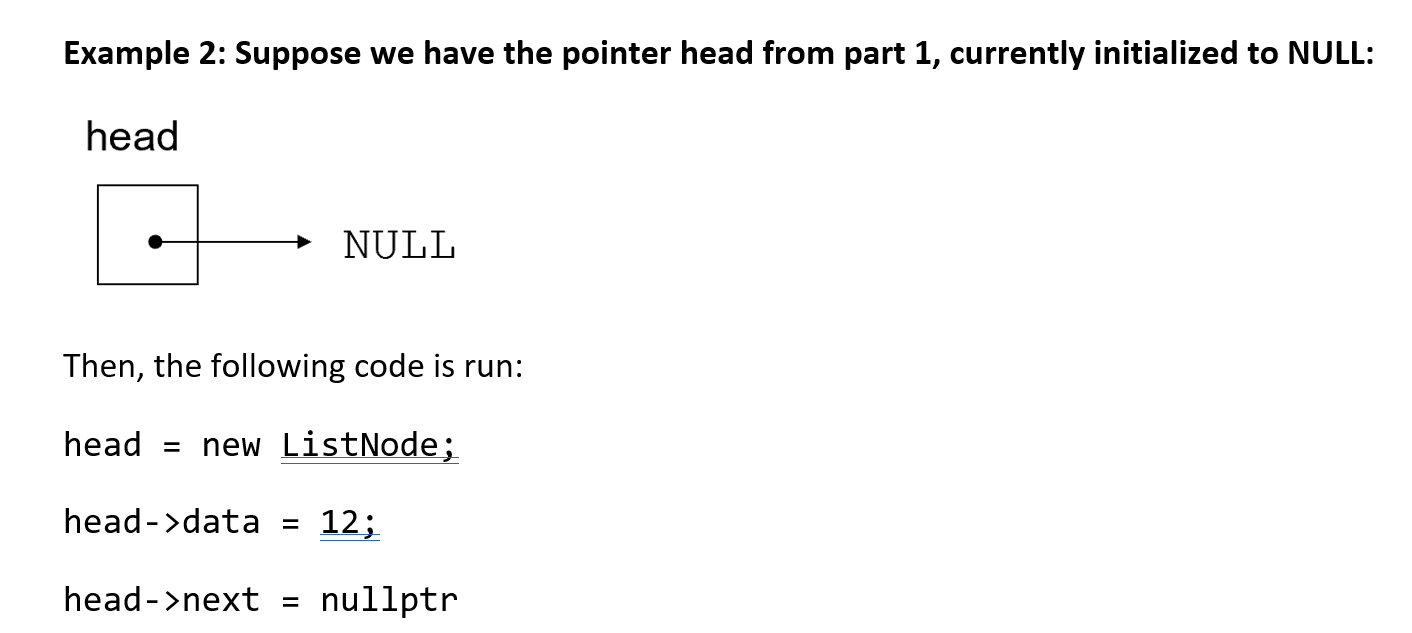 Example 2: Suppose we have the pointer head from part 1, currently initialized to NULL:
head
NULL
Then, the following code is run:
head = new ListNode;
head->data = 12;
head->next = nullptr